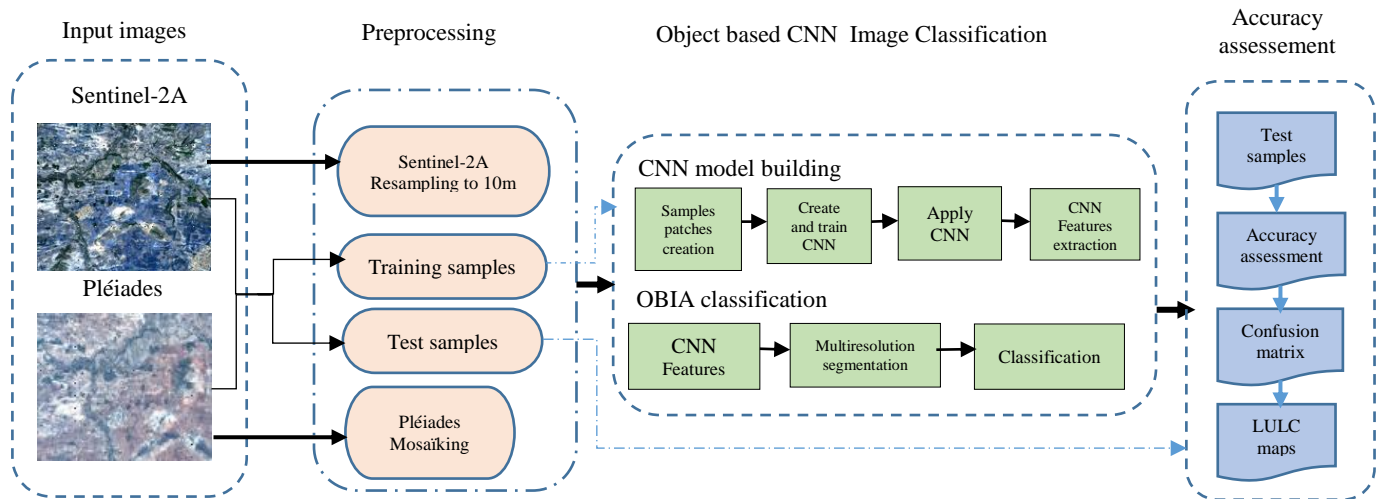 Input images
Preprocessing
Object based CNN Image Classification
Accuracy
assessement
Sentinel-2A
Pléiades
Sentinel-2A
Resampling to 10m
Training samples
Test samples
Pléiades
Mosaïking
CNN model building
Samples
patches
creation
Create
and train
CNN
Apply
CNN
CNN
Features
extraction
OBIA classification
CNN
Features
Multiresolution
segmentation
Classification
Test
samples
Accuracy
assessment
Confusion
matrix
LULC
maps